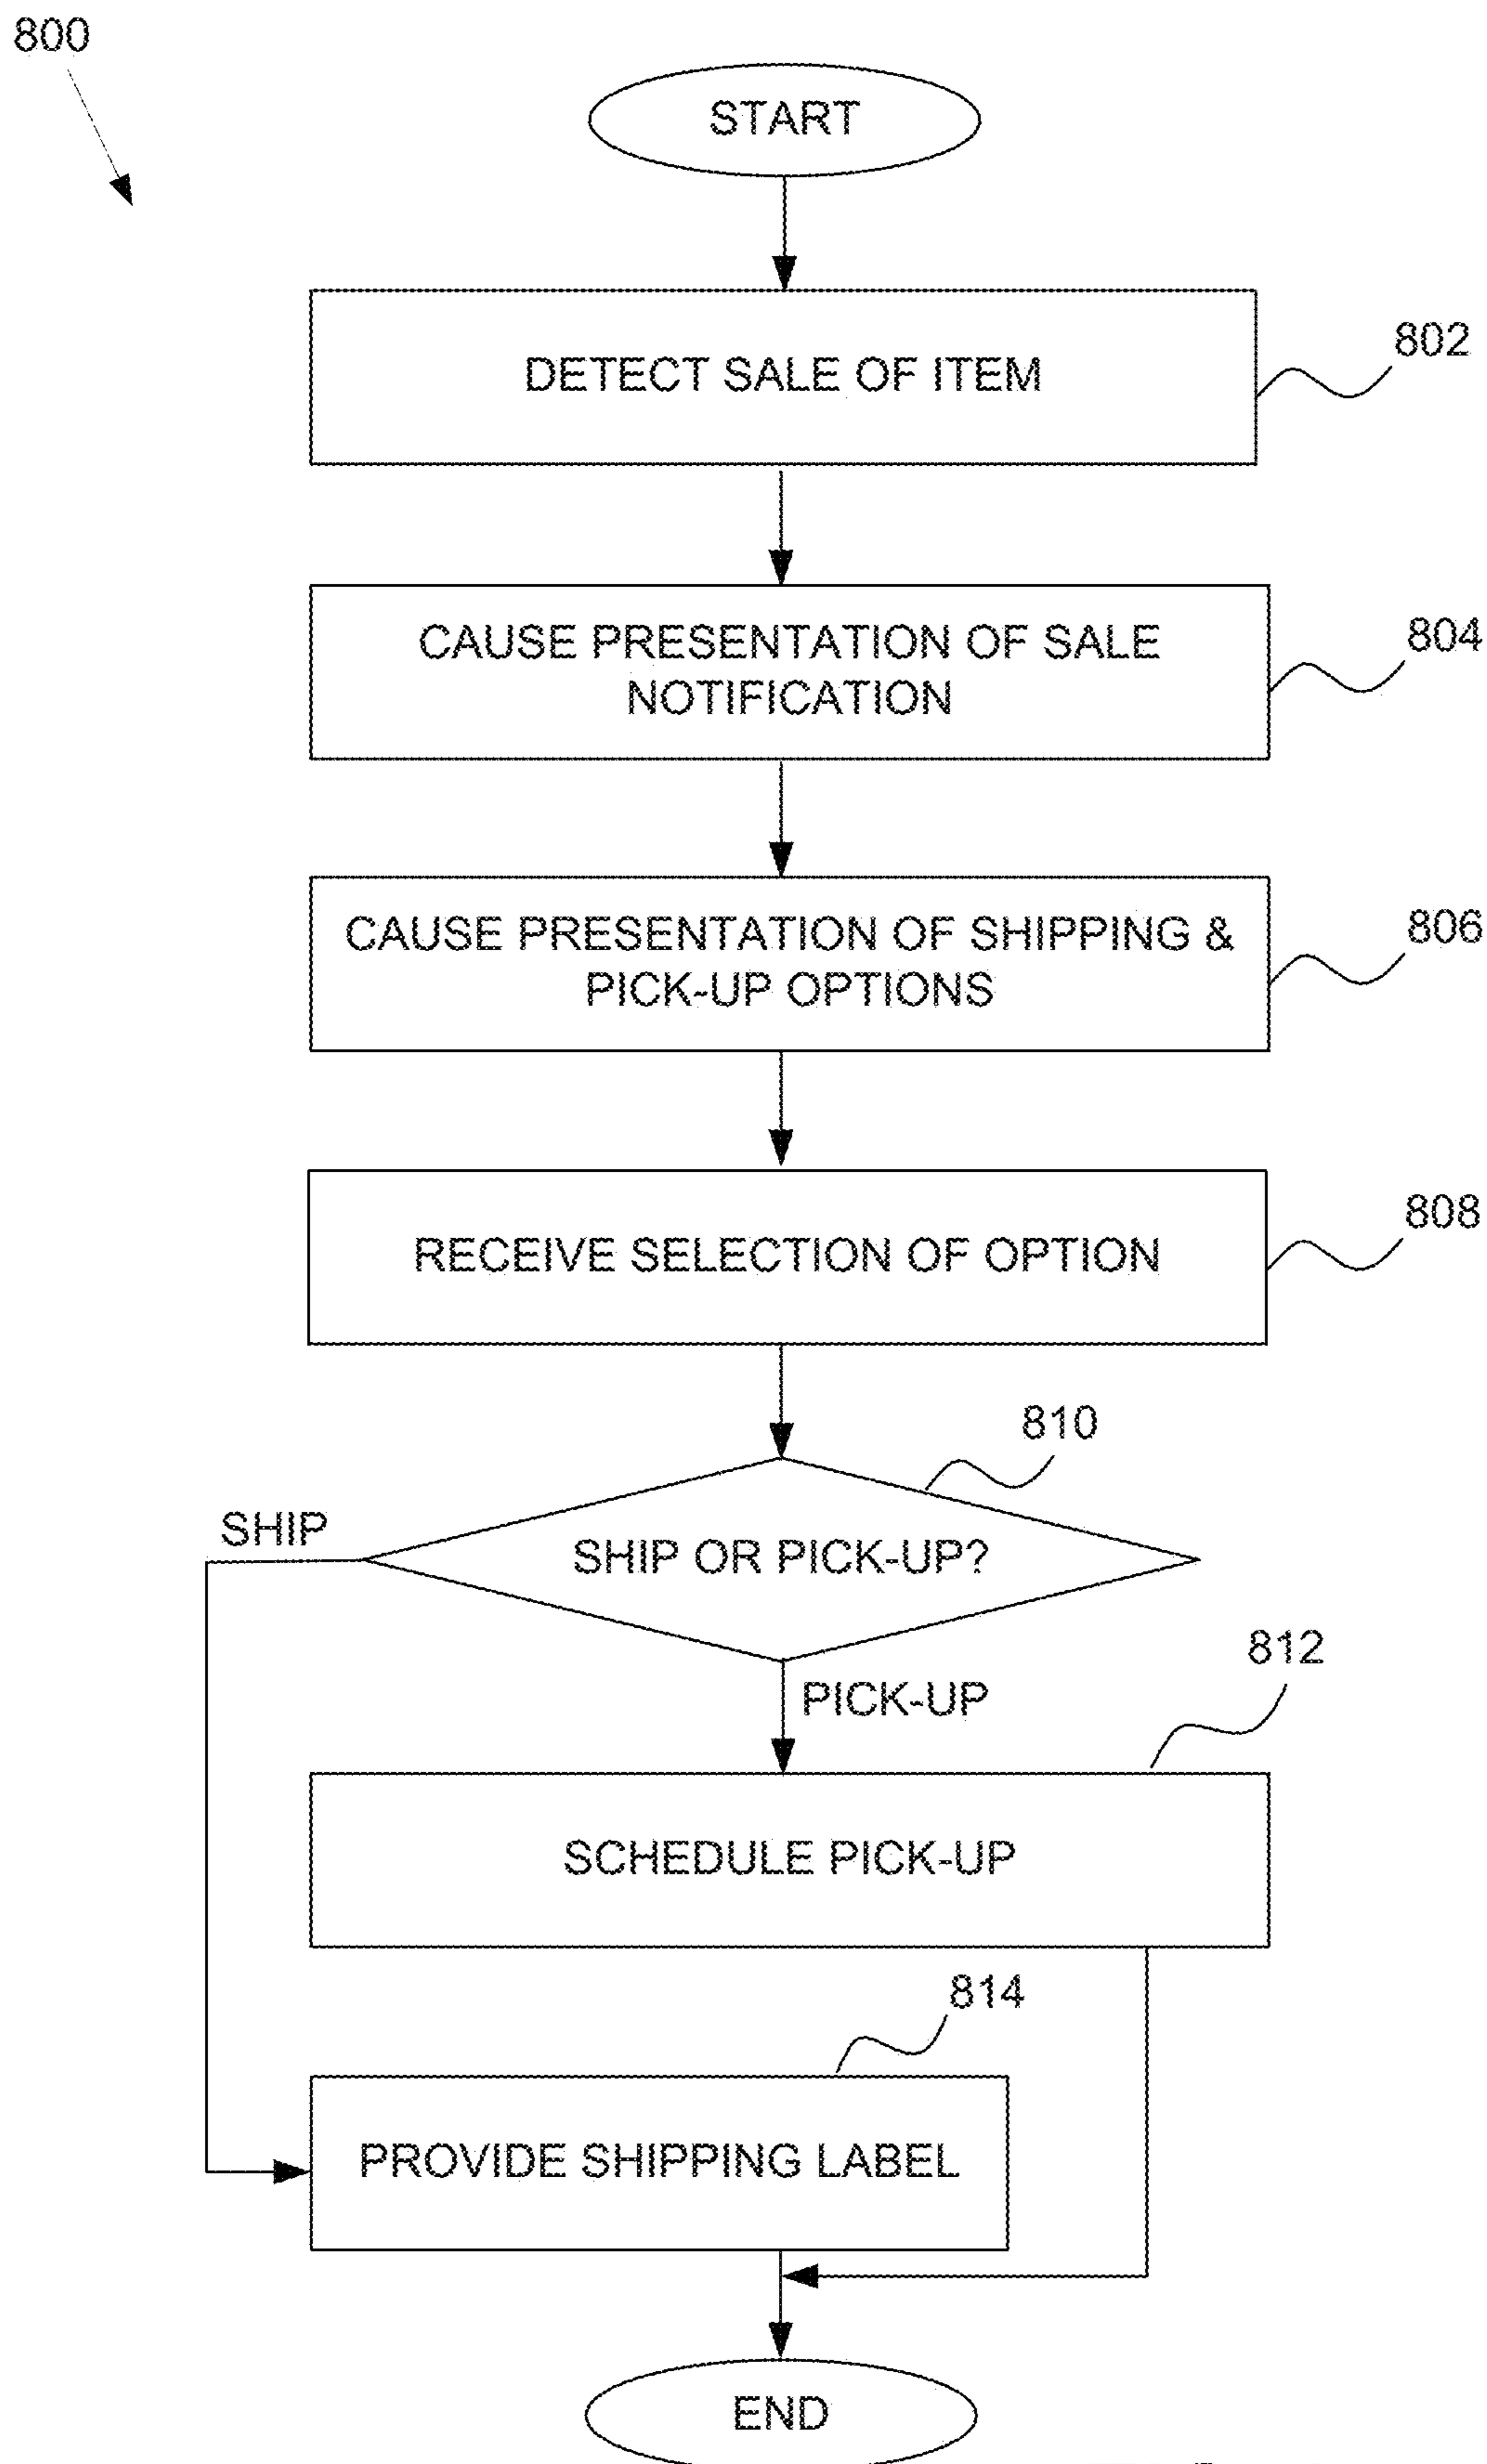 800
START
DETECT SALE OF ITEM
802
CAUSE PRESENTATION OF SALE
NOTIFICATION
804
CAUSE PRESENTATION OF SHIPPING &
PICK-UP OPTIONS
806
RECEIVE SELECTION OF OPTION
808
810
SHIP
SHIP OR PICK-UP?
812
PICK-UP
SCHEDULE PICK-UP
814
PROVIDE SHIPPING LABEL
END